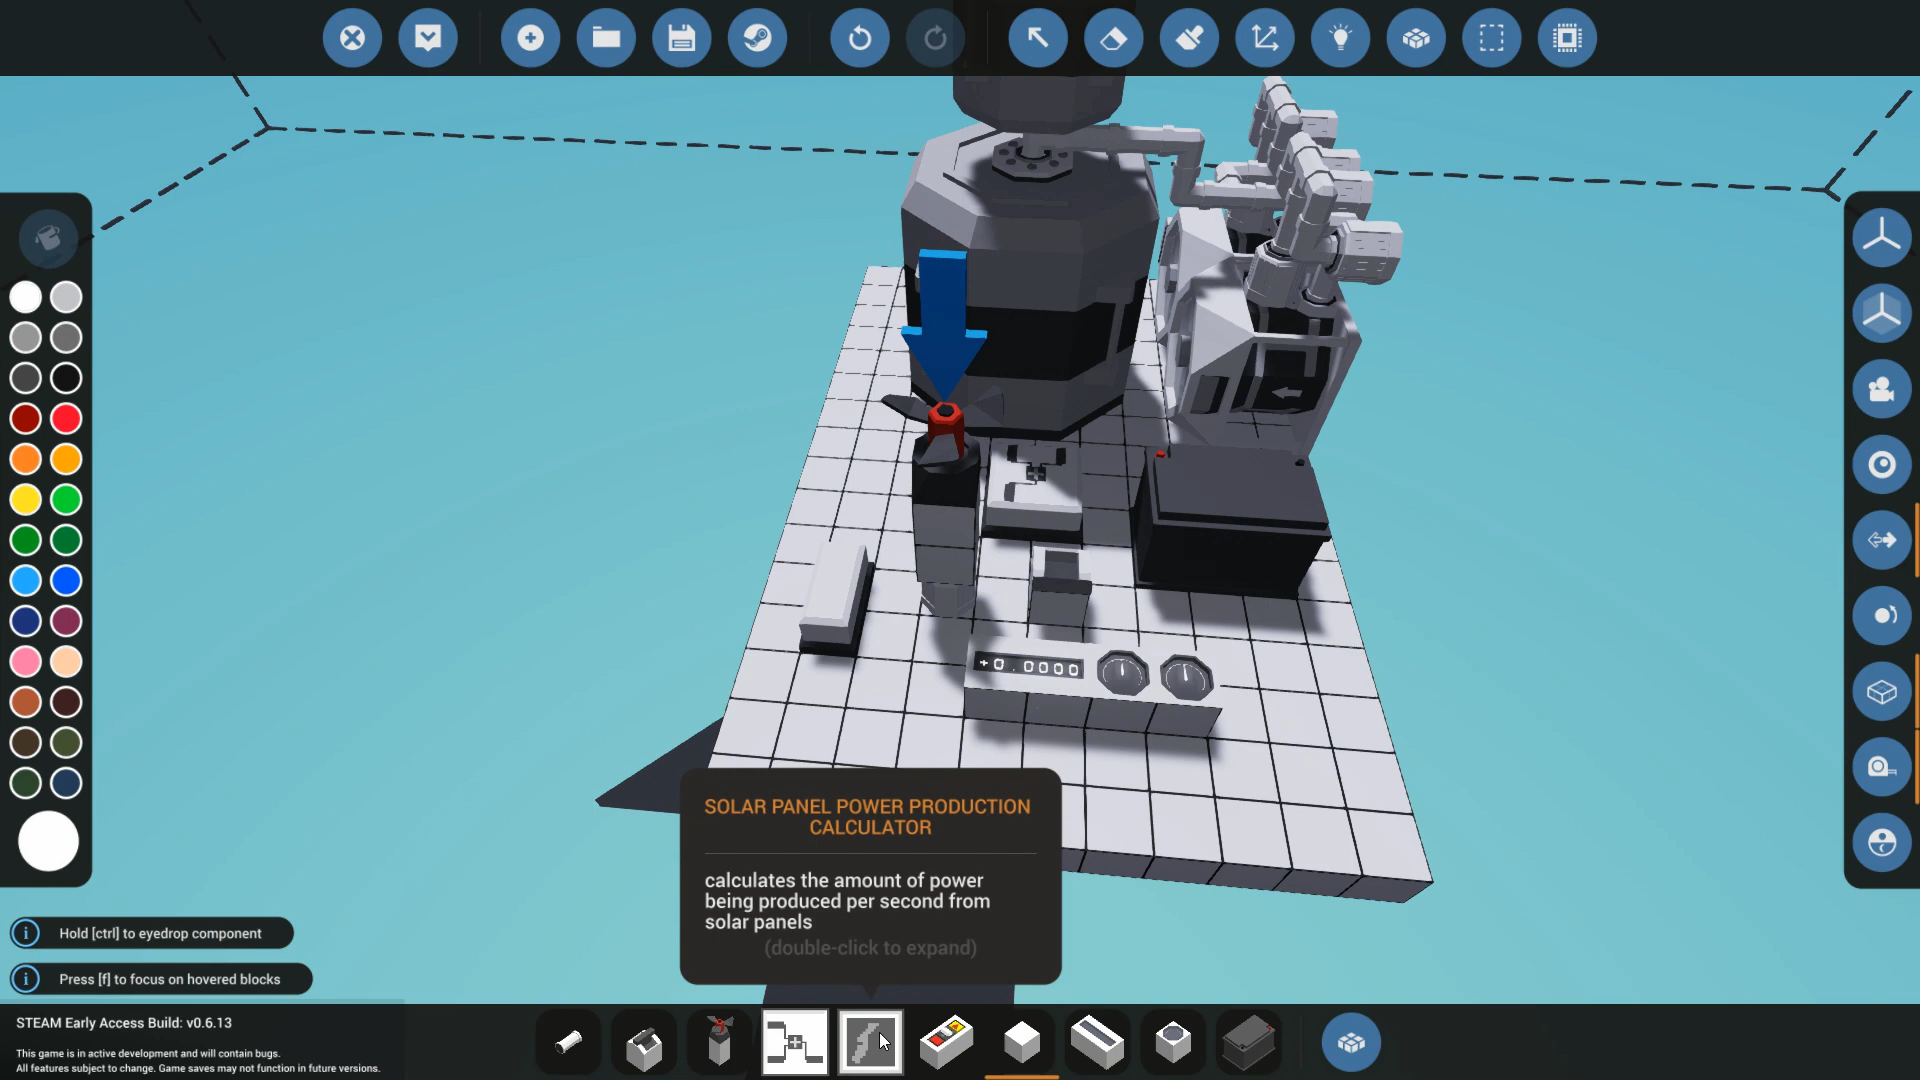 +0.0000
SOLAR PANEL POWER PRODUCTION
CALCULATOR
calculates the amount of power
being produced per second from
solar panels
(double-click to expand)
Hold [ctrl] to eyedrop component
Press [f] to focus on hovered blocks
STEAM Early Access Build: v0.6.13
This game is in active development and will contain bugs.
All features subject to change. Game saves may not function in future versions.